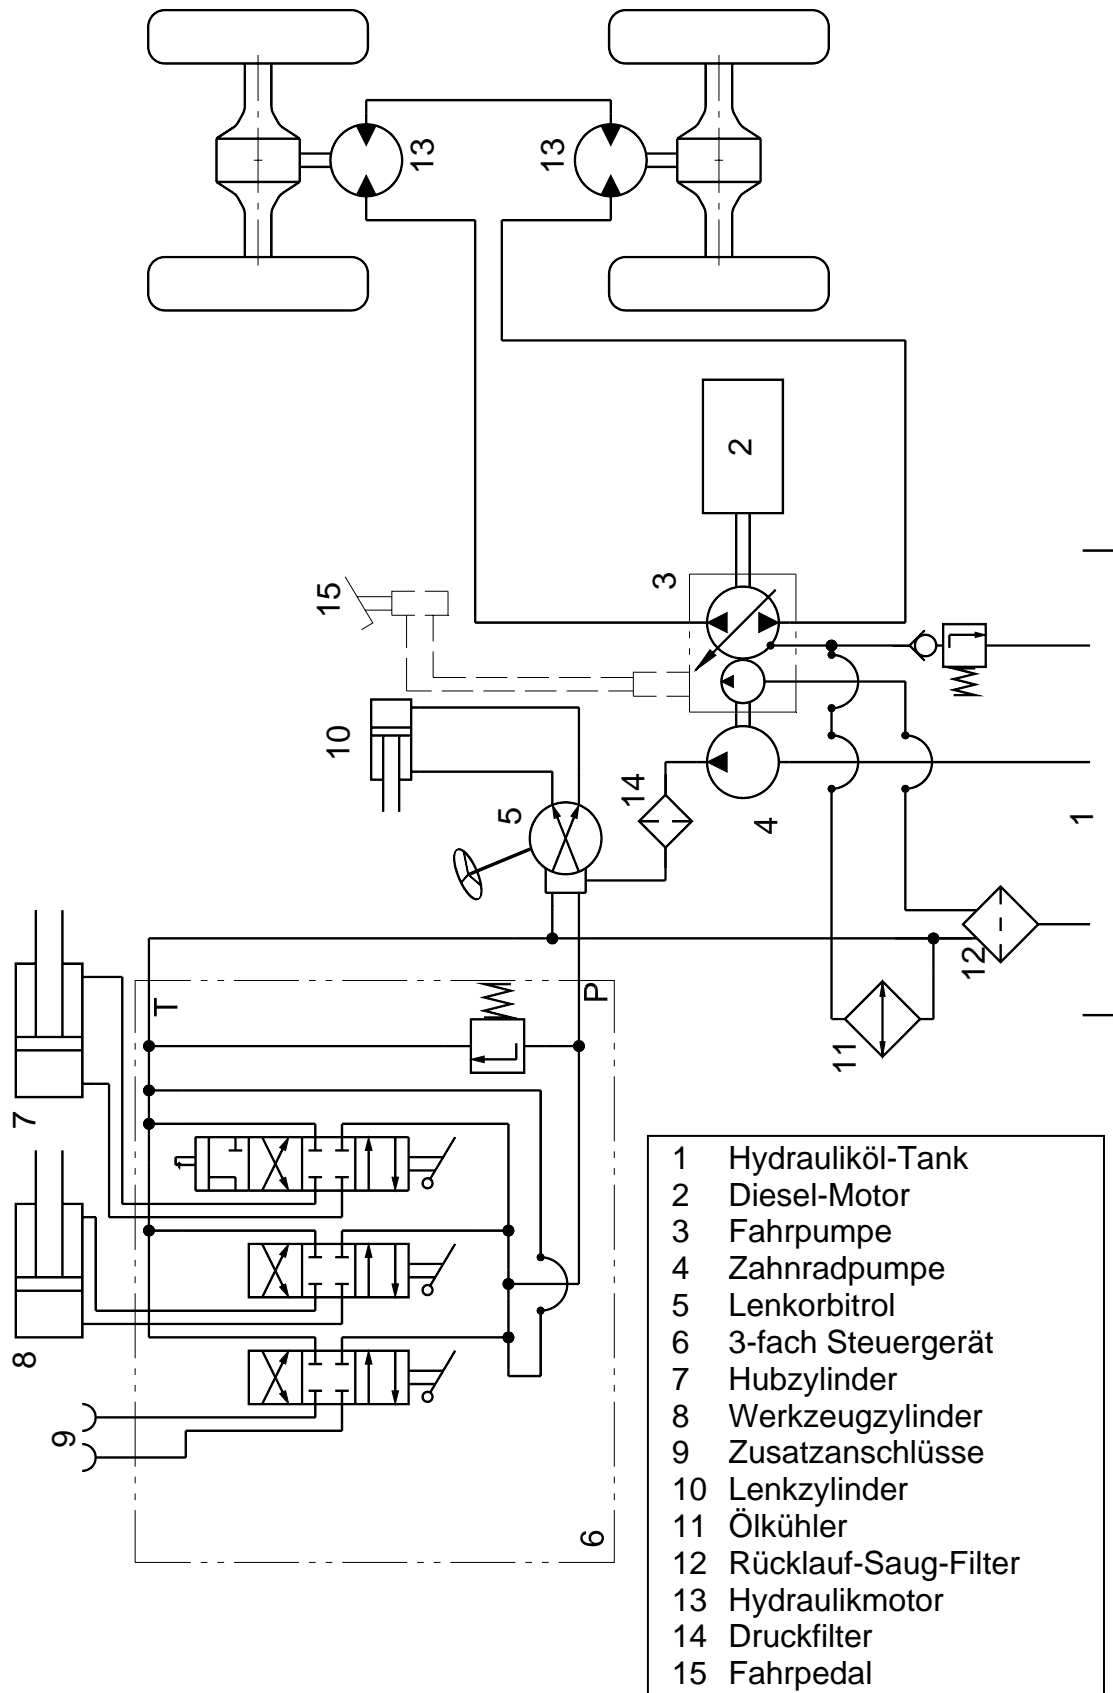 13
13
2
3
15
10
5
14
4
1
12
11
7
T
P
8
9
6
1 Hydrauliköl-Tank
2 Diesel-Motor
3 Fahrpumpe
4 Zahnradpumpe
5 Lenkorbitrol
6 3-fach Steuergerät
7 Hubzylinder
8 Werkzeugzylinder
9 Zusatzanschlüsse
10 Lenkzylinder
11 Ölkühler
12 Rücklauf-Saug-Filter
13 Hydraulikmotor
14 Druckfilter
15 Fahrpedal